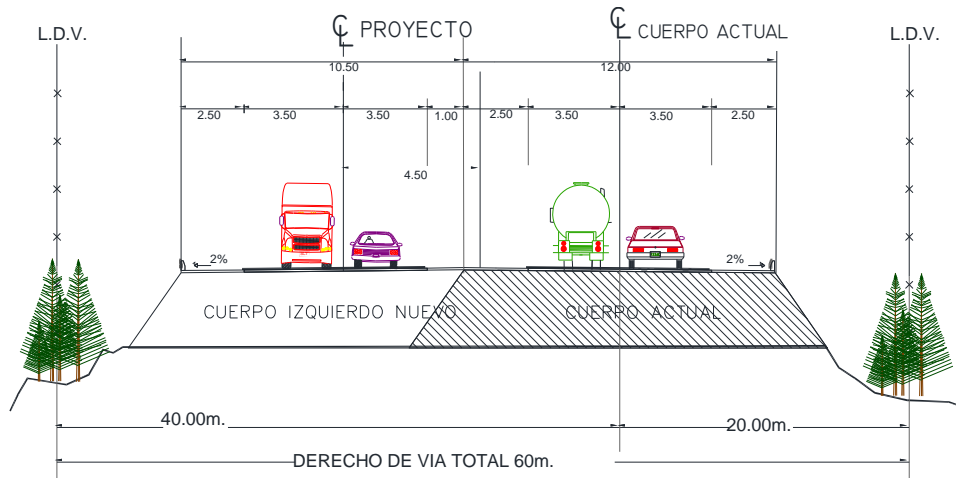 L.D.V.
CL PROYECTO
CL CUERPO ACTUAL
L.D.V.
10.50
12.00
2.50 3.50 3.50 1.00 2.50 3.50 3.50 2.50
4.50
2%
2%
CUERPO IZQUIERDO NUEVO
CUERPO ACTUAL
40.00m.
20.00m.
DERECHO DE VIA TOTAL 60m.